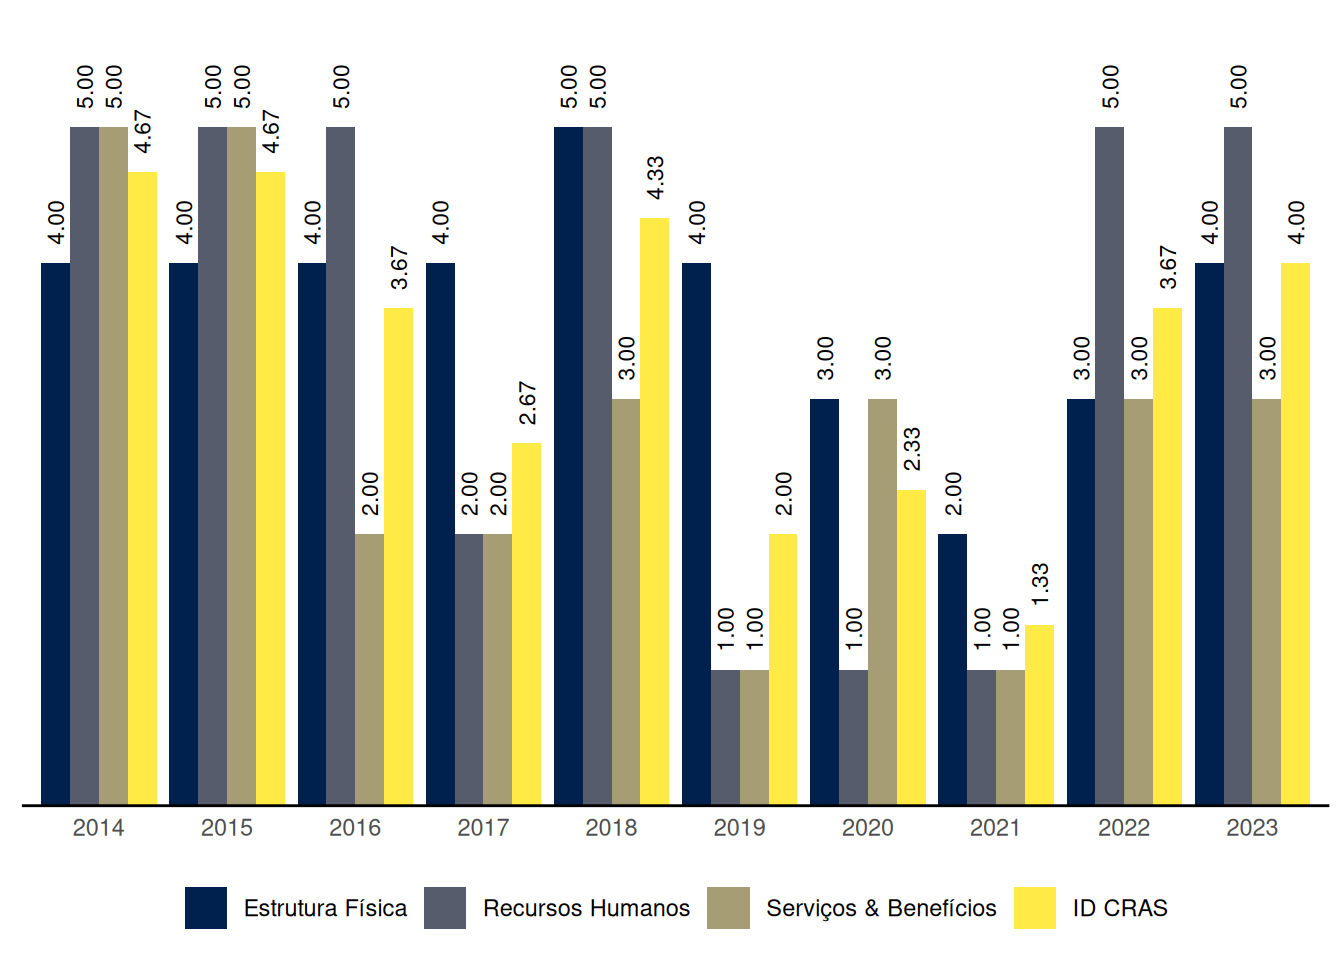 4.00 5.00 5.00 4.67
4.00 5.00 5.00 4.67
4.00 5.00 2.00 3.67
4.00 2.00 2.00 2.67
5.00 5.00 3.00 4.33
4.00 1.00 1.00 2.00
3.00 1.00 3.00 2.33
2.00 1.00 1.00 1.33
3.00 5.00 3.00 3.67
4.00 5.00 3.00 4.00
2014 2015 2016 2017 2018 2019 2020 2021 2022 2023
Estrutura Física Recursos Humanos Serviços & Benefícios ID CRAS